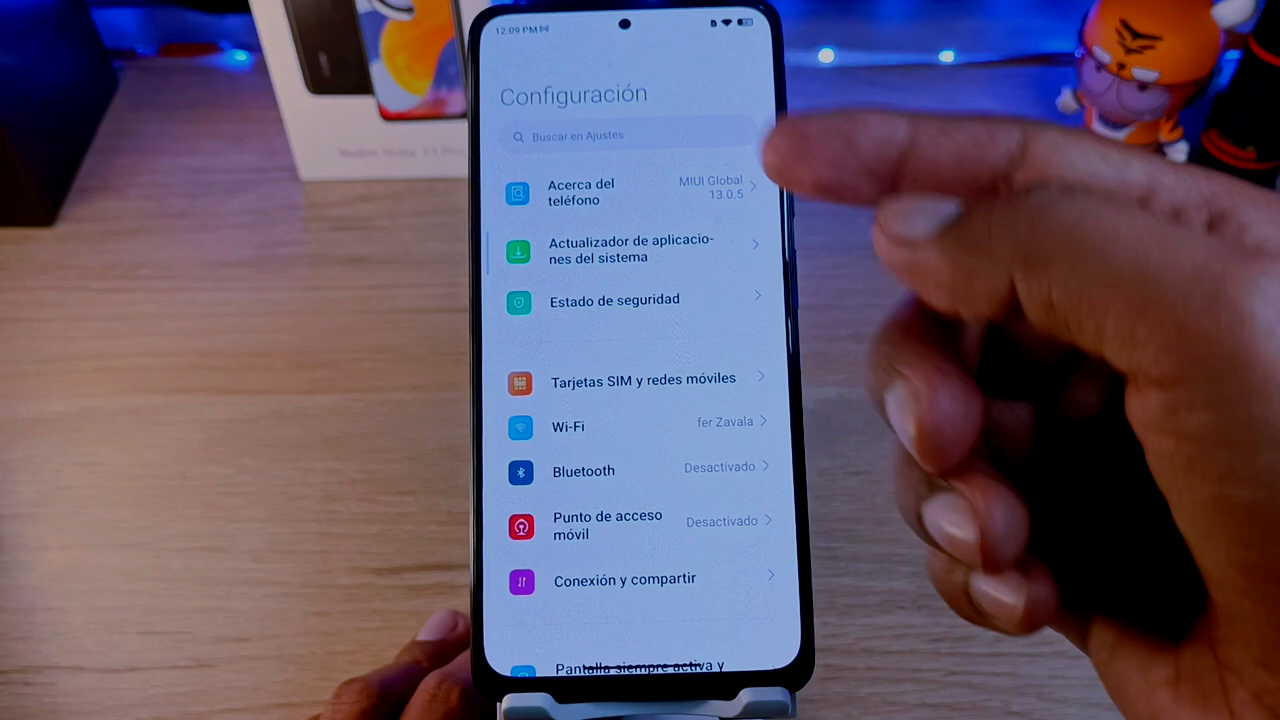 12:09 PM
Configuración
Buscar en Ajustes
Acerca del
teléfono
MIUI Global
13.0.5
Actualizador de aplicacio-
nes del sistema
Estado de seguridad
Tarjetas SIM y redes móviles
Wi-Fi
fer Zavala
Bluetooth
Desactivado
Punto de acceso
móvil
Desactivado
Conexión y compartir
Pantalla siempre activa y